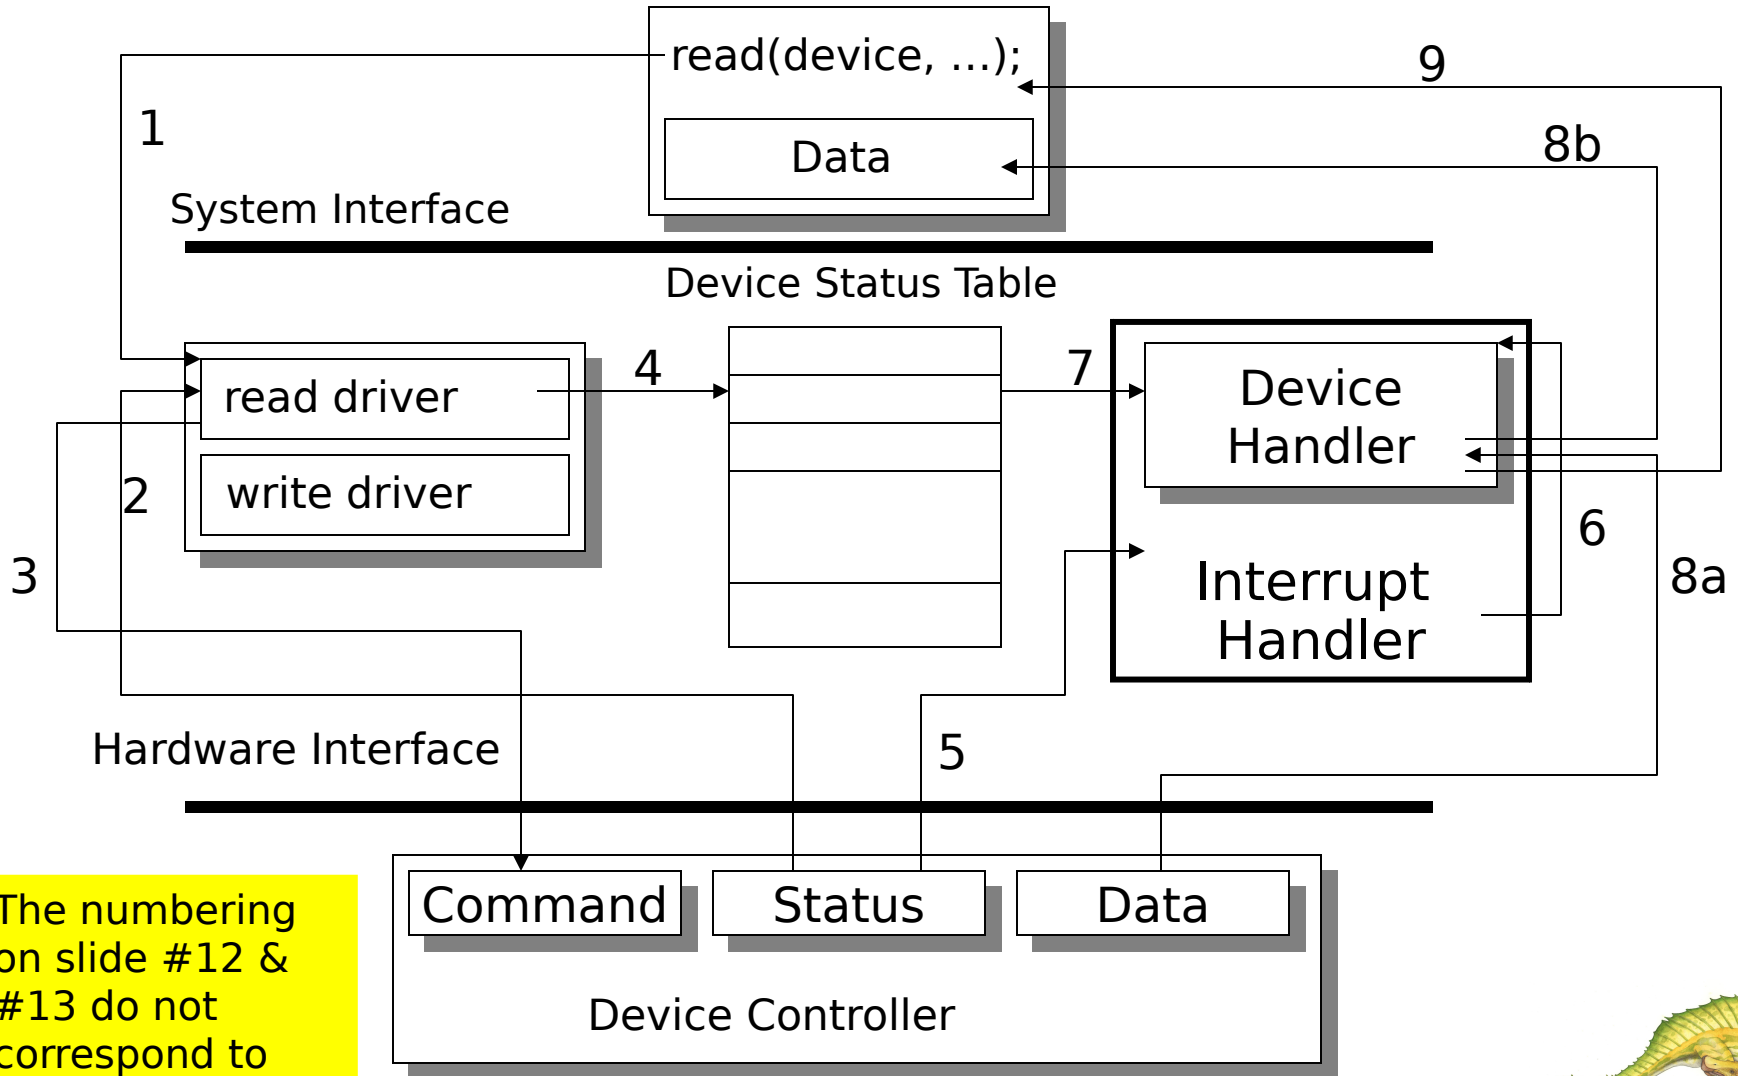 read(device, ...);
9
1
Data
8b
System Interface
Device Status Table
read driver
4
7
Device
Handler
2
write driver
3
6
Interrupt
Handler
8a
Hardware Interface
5
Command
Status
Data
Device Controller
The numbering
on slide #12 &
#13 do not
correspond to